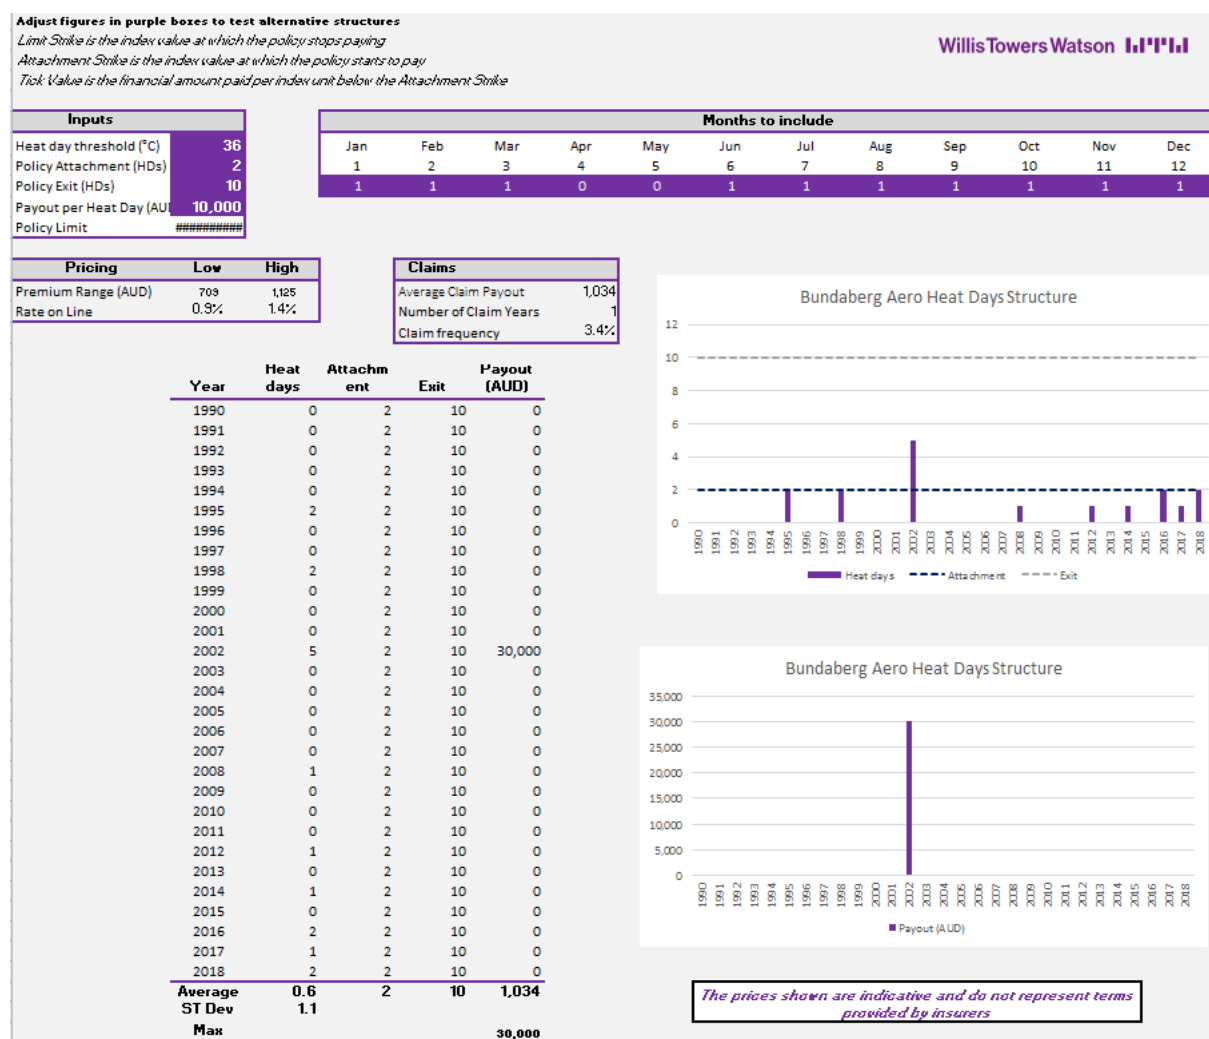 Adjust figures in purple boxes to test alternative structures
Limit Strike is the index value at which the policy stops paying
Attachment Strike is the index value at which the policy starts to pay
Tick Value is the financial amount paid per index unit below the Attachment Strike
WillisTowersWatson
Inputs
Heat day threshold (°C) 36
Policy Attachment (HDs) 2
Policy Exit (HDs) 10
Payout per Heat Day (AU 10,000
Policy Limit ##########
Months to include
Jan Feb Mar Apr May Jun Jul Aug Sep Oct Nov Dec
1 2 3 4 5 6 7 8 9 10 11 12
1 1 1 0 0 1 1 1 1 1 1 1
Pricing Low High
Premium Range (AUD) 709 1,125
Rate on Line 0.9% 1.4%
Claims
Average Claim Payout 1,034
Number of Claim Years 1
Claim frequency 3.4%
Heat Attachm Payout
Year days ent Exit (AUD)
1990 0 2 10 0
1991 0 2 10 0
1992 0 2 10 0
1993 0 2 10 0
1994 0 2 10 0
1995 2 2 10 0
1996 0 2 10 0
1997 0 2 10 0
1998 2 2 10 0
1999 0 2 10 0
2000 0 2 10 0
2001 0 2 10 0
2002 5 2 10 30,000
2003 0 2 10 0
2004 0 2 10 0
2005 0 2 10 0
2006 0 2 10 0
2007 0 2 10 0
2008 1 2 10 0
2009 0 2 10 0
2010 0 2 10 0
2011 0 2 10 0
2012 1 2 10 0
2013 0 2 10 0
2014 1 2 10 0
2015 0 2 10 0
2016 2 2 10 0
2017 1 2 10 0
2018 2 2 10 0
Average 0.6 2 10 1,034
ST Dev 1.1
Max 30,000
Bundaberg Aero Heat Days Structure
12
10
8
6
4
2
0
1990 1991 1992 1993 1994 1995 1996 1997 1998 1999 2000 2001 2002 2003 2004 2005 2006 2007 2008 2009 2010 2011 2012 2013 2014 2015 2016 2017 2018
Heat days Attachment Exit
Bundaberg Aero Heat Days Structure
35,000
30,000
25,000
20,000
15,000
10,000
5,000
0
1990 1991 1992 1993 1994 1995 1996 1997 1998 1999 2000 2001 2002 2003 2004 2005 2006 2007 2008 2009 2010 2011 2012 2013 2014 2015 2016 2017 2018
Payout (AUD)
The prices shown are indicative and do not represent terms
provided by insurers